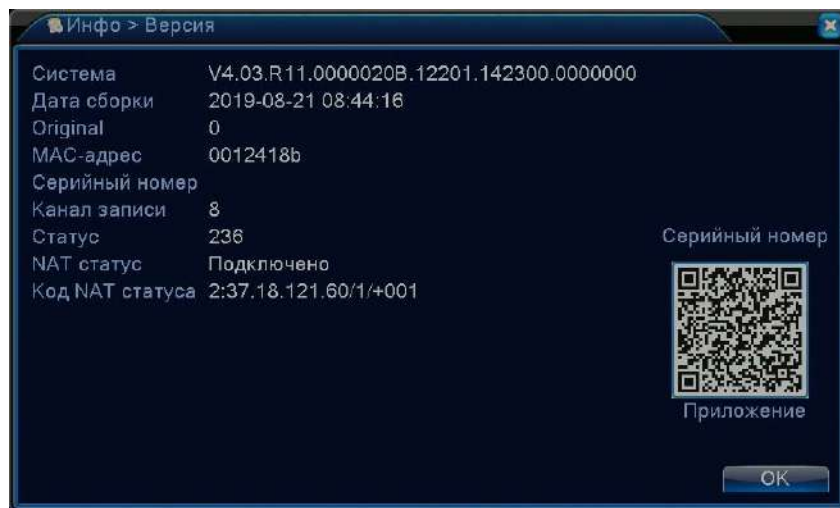 Инфо > Версия
Система V4.03.R11.0000020B.12201.142300.0000000
Дата сборки 2019-08-21 08:44:16
Original 0
MAC-адрес 0012418b
Серийный номер
Канал записи 8
Статус 236
NAT статус Подключено
Код NAT статуса 2:37.18.121.60/1/+001
Серийный номер
Приложение
OK